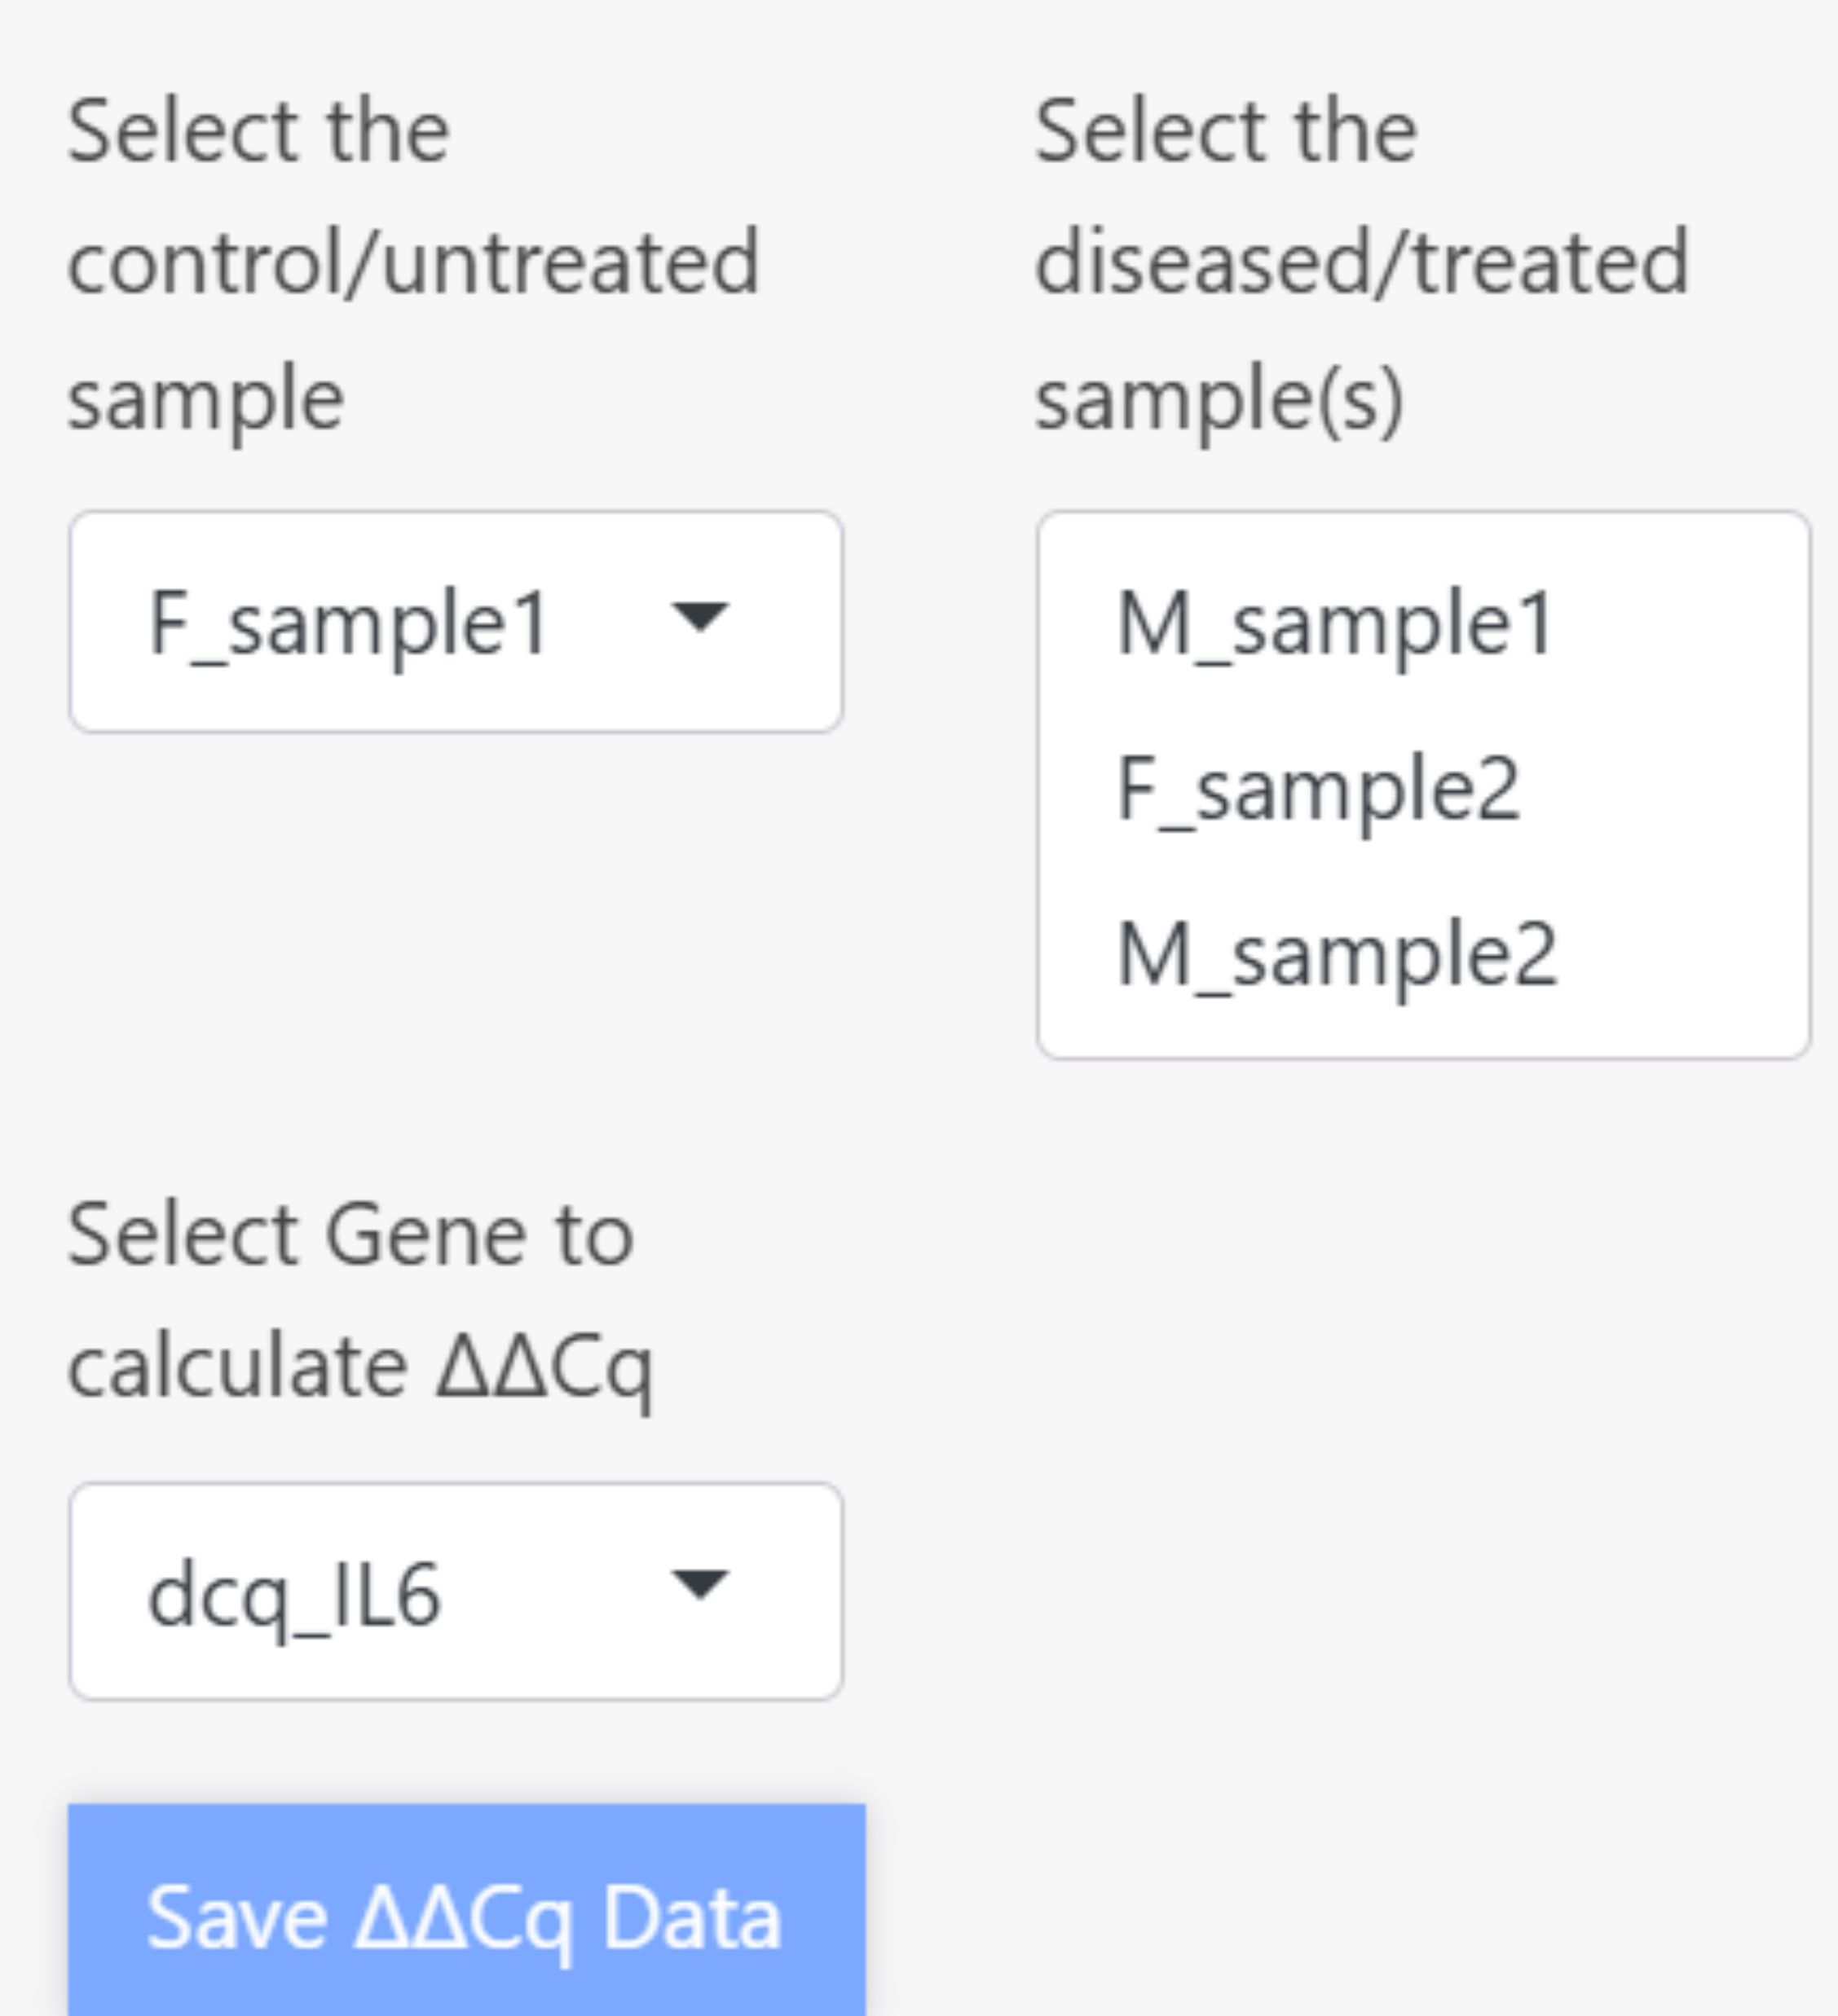 Select the
control/untreated
sample
F_sample1
Select the
diseased/treated
sample(s)
M_sample1
F_sample2
M_sample2
Select Gene to
calculate ΔΔCq
dcq_IL6
Save ΔΔCq Data